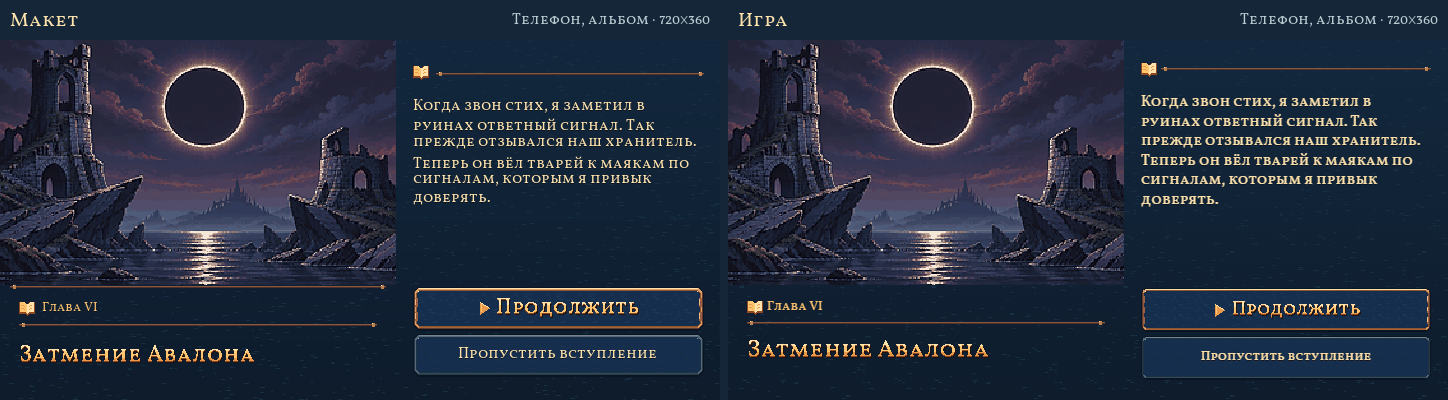 Макет
Телефон, альбом · 720×360
Когда звон стих, я заметил в
руинах ответный сигнал. Так
прежде отзывался наш хранитель.
Теперь он вёл тварей к маякам по
сигналам, которым я привык
доверять.
Глава VI
Затмение Авалона
Продолжить
Пропустить вступление
Игра
Телефон, альбом · 720×360
Когда звон стих, я заметил в
руинах ответный сигнал. Так
прежде отзывался наш хранитель.
Теперь он вёл тварей к маякам по
сигналам, которым я привык
доверять.
Глава VI
Затмение Авалона
Продолжить
Пропустить вступление